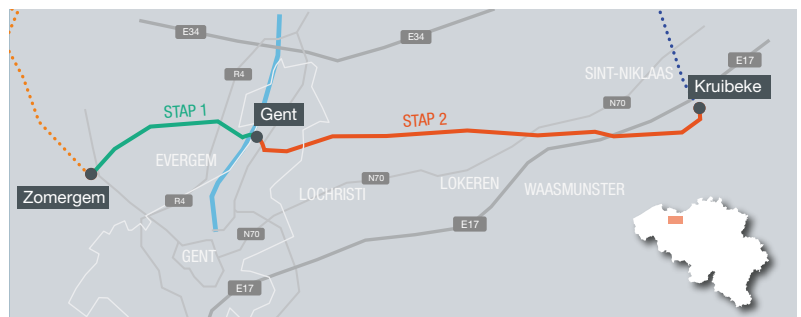 E34
E34
R4
SINT-NIKLAAS
E17
Kruibeke
STAP 1
Gent
STAP 2
N70
EVERGEM
N70
LOKEREN
WAASMUNSTER
Zomergem
R4
LOCHRISTI
N70
E17
GENT
E17